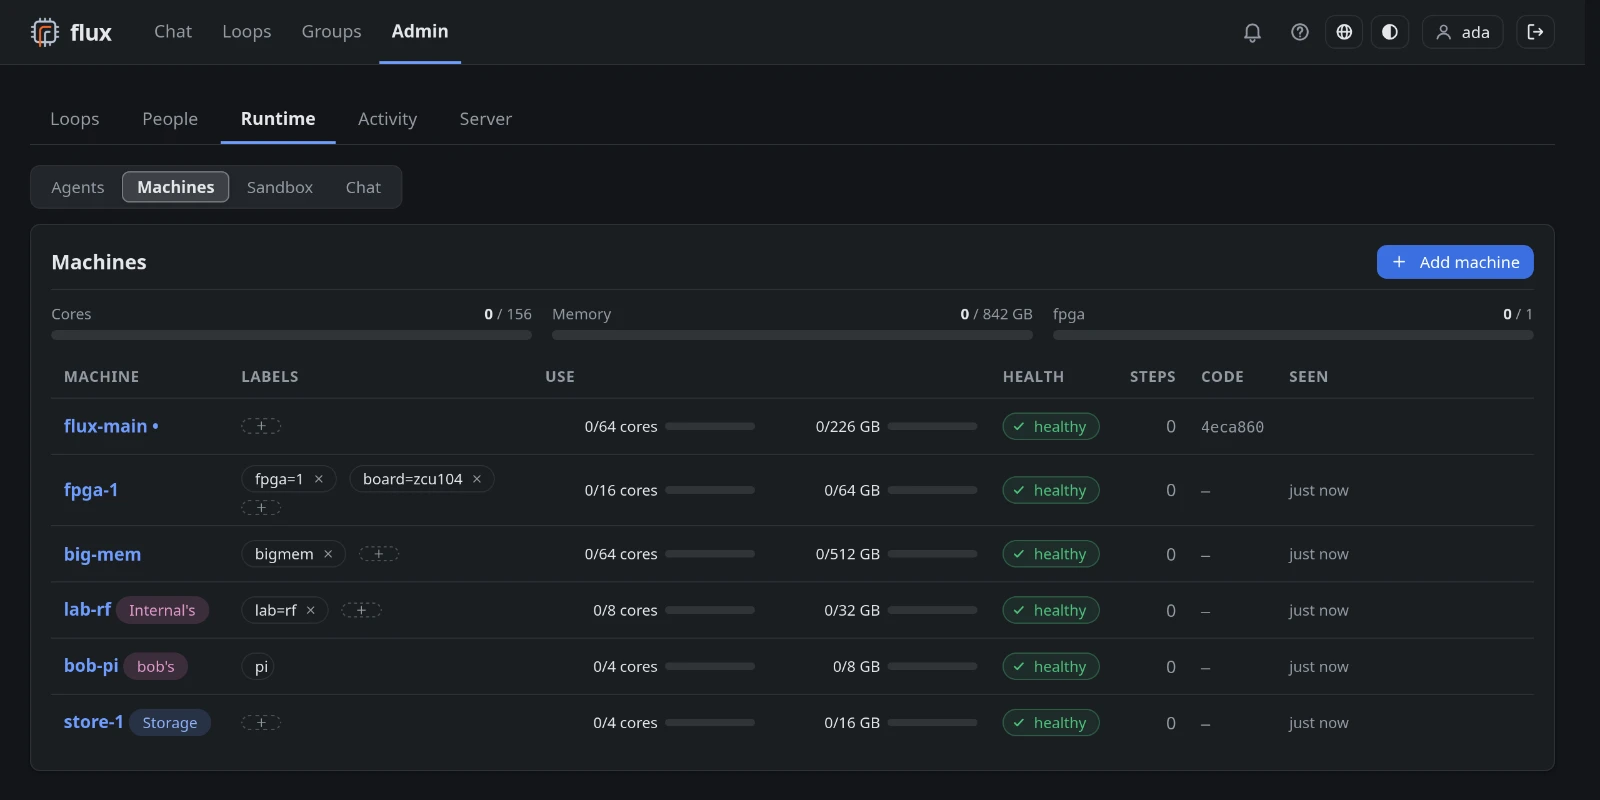 flux Chat Loops Groups Admin ada
Loops People Runtime Activity Server
Agents Machines Sandbox Chat
Machines + Add machine
Cores 0 / 156 Memory 0 / 842 GB fpga 0 / 1
MACHINE LABELS USE HEALTH STEPS CODE SEEN
flux-main • + 0/64 cores 0/226 GB ✓ healthy 0 4eca860
fpga-1 fpga=1 × board=zcu104 × + 0/16 cores 0/64 GB ✓ healthy 0 – just now
big-mem bigmem × + 0/64 cores 0/512 GB ✓ healthy 0 – just now
lab-rf Internal's lab=rf × + 0/8 cores 0/32 GB ✓ healthy 0 – just now
bob-pi bob's pi 0/4 cores 0/8 GB ✓ healthy 0 – just now
store-1 Storage + 0/4 cores 0/16 GB ✓ healthy 0 – just now